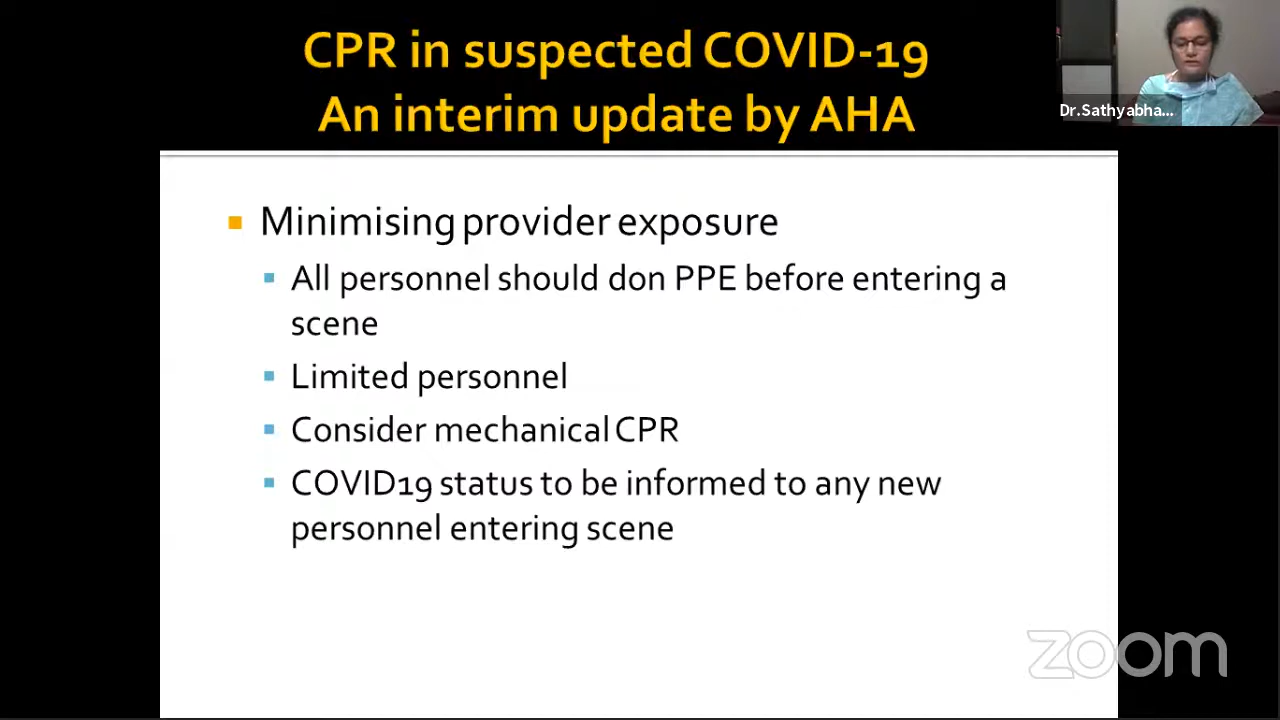 CPR in suspected COVID-19
An interim update by AHA
Dr.Sathyabha...
Minimising provider exposure
All personnel should don PPE before entering a
scene
Limited personnel
Consider mechanical CPR
COVID19 status to be informed to any new
personnel entering scene
zoom